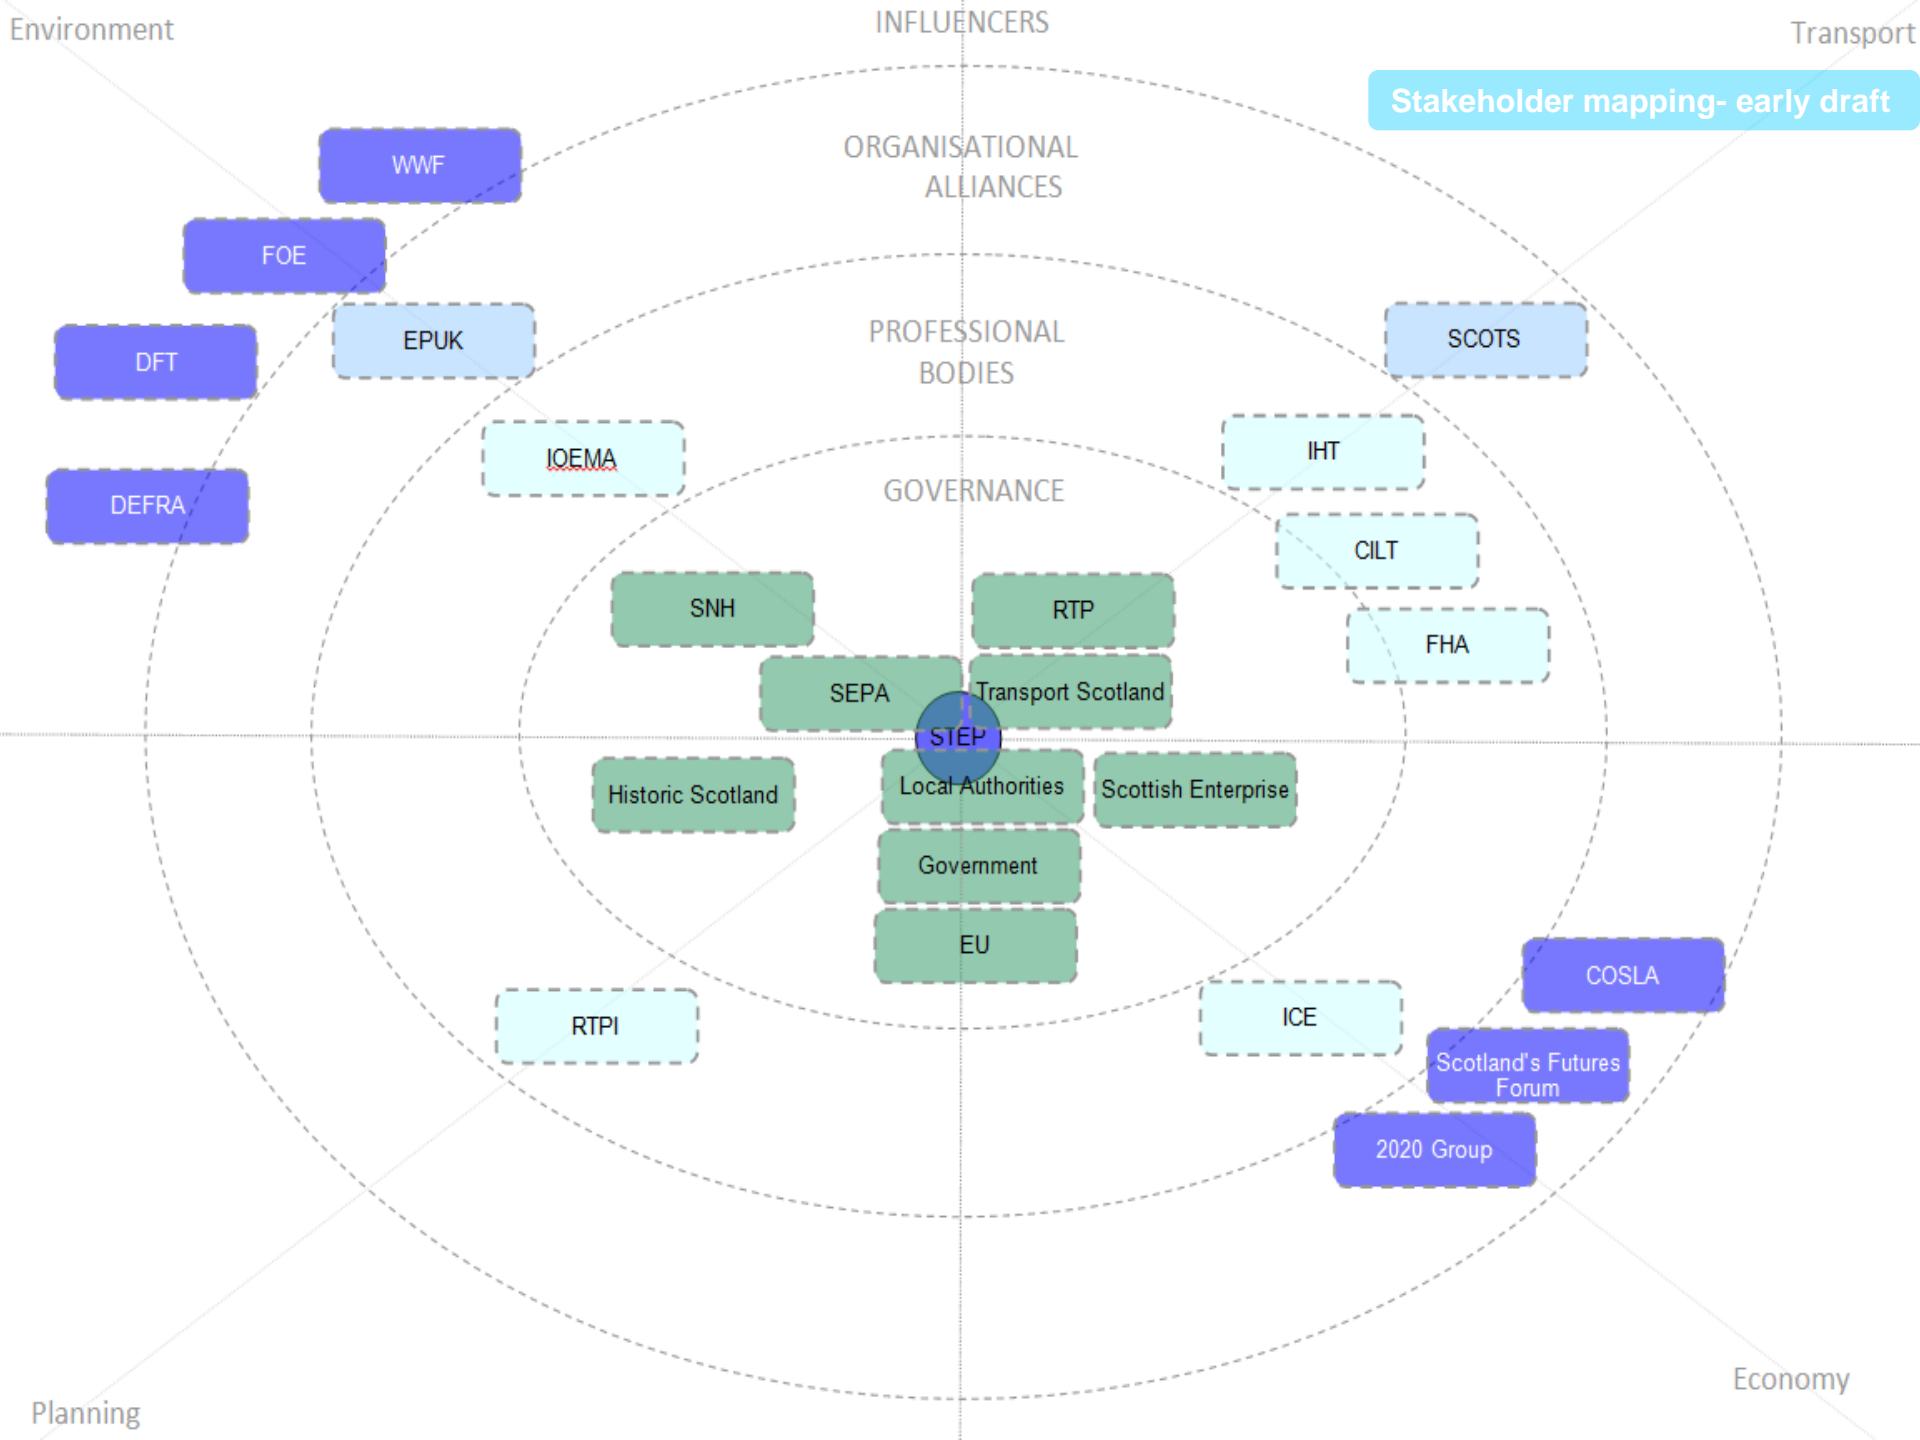 Environment
INFLUENCERS
Transport
Stakeholder mapping- early draft
ORGANISATIONAL
ALLIANCES
WWF
FOE
DFT
EPUK
DEFRA
PROFESSIONAL
BODIES
SCOTS
IOEMA
IHT
GOVERNANCE
CILT
FHA
SNH
RTP
SEPA
Transport Scotland
STEP
Historic Scotland
Local Authorities
Scottish Enterprise
Government
EU
RTPI
ICE
COSLA
Scotland's Futures
Forum
2020 Group
Planning
Economy